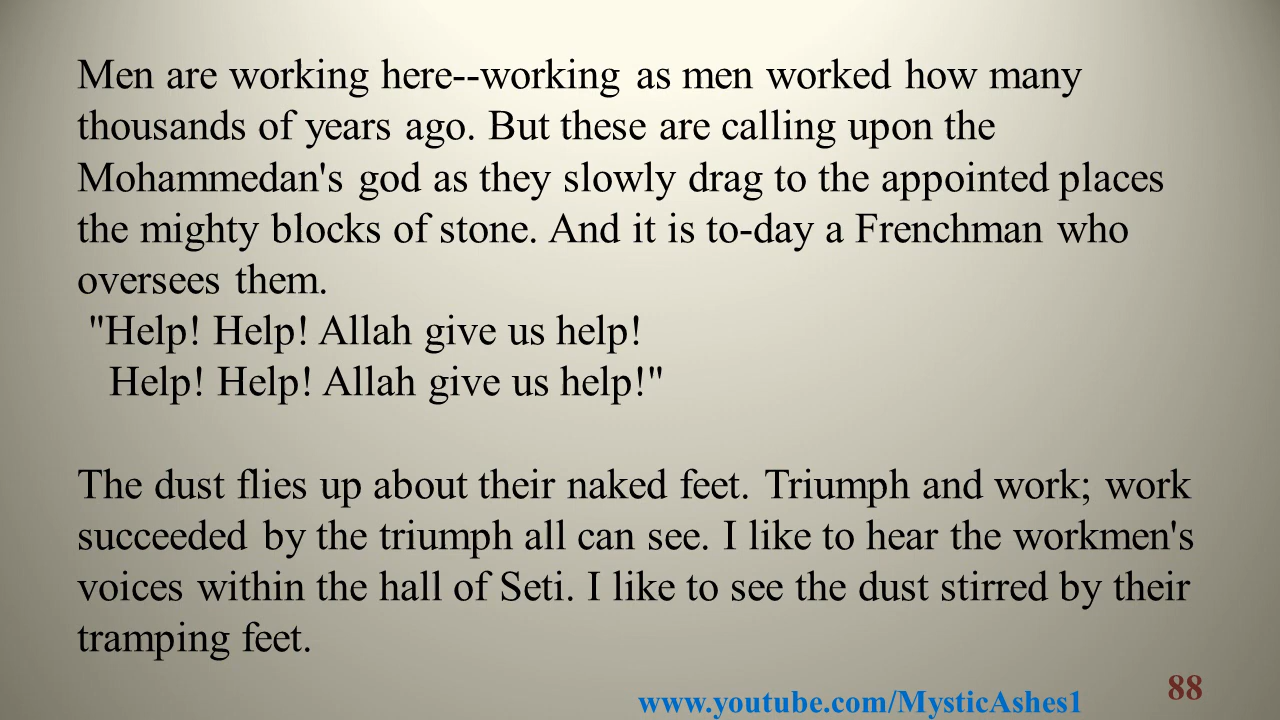 Men are working here--working as men worked how many
thousands of years ago. But these are calling upon the
Mohammedan's god as they slowly drag to the appointed places
the mighty blocks of stone. And it is to-day a Frenchman who
oversees them.
"Help! Help! Allah give us help!
Help! Help! Allah give us help!"
The dust flies up about their naked feet. Triumph and work; work
succeeded by the triumph all can see. I like to hear the workmen's
voices within the hall of Seti. I like to see the dust stirred by their
tramping feet.
88
www.youtube.com/MysticAshes1